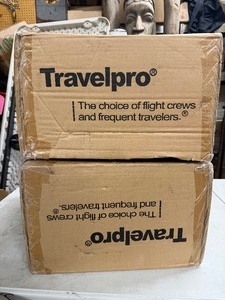 Travelpro®
The choice of flight crews
and frequent travelers.®
Travelpro®
The choice of flight crews
and frequent travelers.®